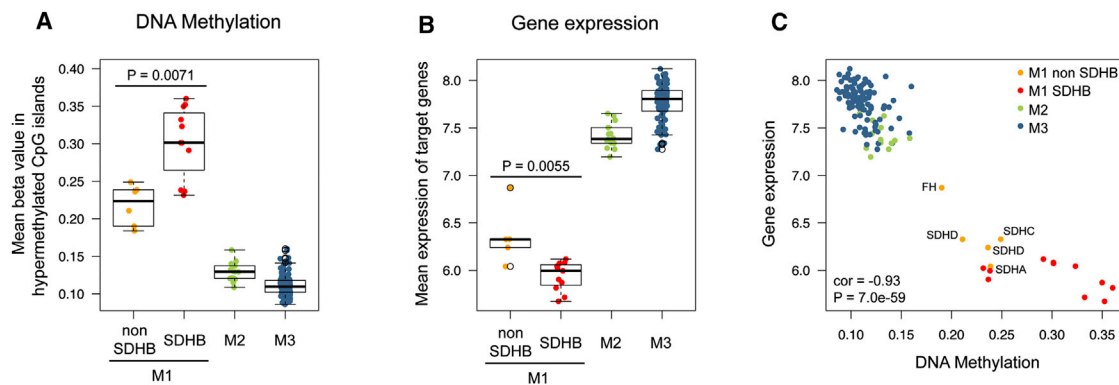 A
DNA Methylation
Mean beta value in
hypermethylated CpG islands
0.40
0.35
0.30
0.25
0.20
0.15
0.10
P = 0.0071
non
SDHB
SDHB
M2
M3
M1
B
Gene expression
Mean expression of target genes
8.0
7.5
7.0
6.5
6.0
P = 0.0055
non
SDHB
SDHB
M2
M3
M1
C
Gene expression
8.0
7.5
7.0
6.5
6.0
M1 non SDHB
M1 SDHB
M2
M3
FH
SDHD
SDHC
SDHD
SDHA
cor = -0.93
P = 7.0e-59
0.10
0.15
0.20
0.25
0.30
0.35
DNA Methylation